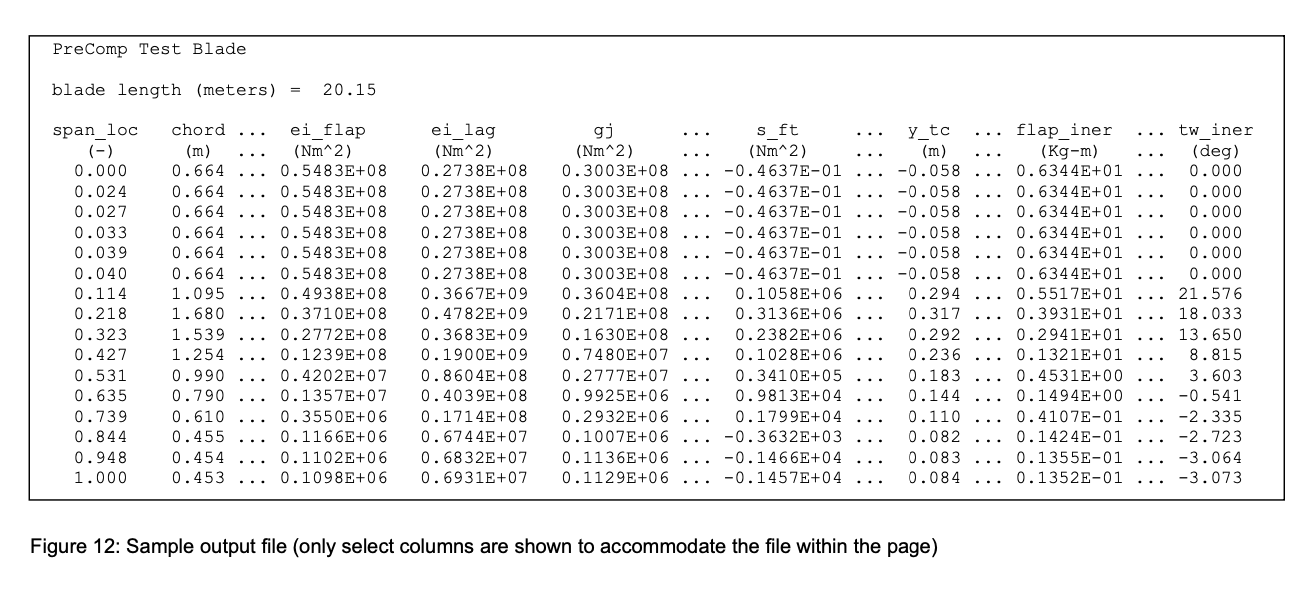 PreComp Test Blade
blade length (meters) =  20.15
span_loc chord ... ei_flap ei_lag gj ... s_ft ... y_tc ... flap_iner ... tw_iner
(-) (m) ... (Nm^2) (Nm^2) (Nm^2) ... (Nm^2) ... (m) ... (Kg-m) ... (deg)
0.000 0.664 ... 0.5483E+08 0.2738E+08 0.3003E+08 ... -0.4637E-01 ... -0.058 ... 0.6344E+01 ... 0.000
0.024 0.664 ... 0.5483E+08 0.2738E+08 0.3003E+08 ... -0.4637E-01 ... -0.058 ... 0.6344E+01 ... 0.000
0.027 0.664 ... 0.5483E+08 0.2738E+08 0.3003E+08 ... -0.4637E-01 ... -0.058 ... 0.6344E+01 ... 0.000
0.033 0.664 ... 0.5483E+08 0.2738E+08 0.3003E+08 ... -0.4637E-01 ... -0.058 ... 0.6344E+01 ... 0.000
0.039 0.664 ... 0.5483E+08 0.2738E+08 0.3003E+08 ... -0.4637E-01 ... -0.058 ... 0.6344E+01 ... 0.000
0.040 0.664 ... 0.5483E+08 0.2738E+08 0.3003E+08 ... -0.4637E-01 ... -0.058 ... 0.6344E+01 ... 0.000
0.114 1.095 ... 0.4938E+08 0.3667E+09 0.3604E+08 ... 0.1058E+06 ... 0.294 ... 0.5517E+01 ... 21.576
0.218 1.680 ... 0.3710E+08 0.4782E+09 0.2171E+08 ... 0.3136E+06 ... 0.317 ... 0.3931E+01 ... 18.033
0.323 1.539 ... 0.2772E+08 0.3683E+09 0.1630E+08 ... 0.2382E+06 ... 0.292 ... 0.2941E+01 ... 13.650
0.427 1.254 ... 0.1239E+08 0.1900E+09 0.7480E+07 ... 0.1028E+06 ... 0.236 ... 0.1321E+01 ... 8.815
0.531 0.990 ... 0.4202E+07 0.8604E+08 0.2777E+07 ... 0.3410E+05 ... 0.183 ... 0.4531E+00 ... 3.603
0.635 0.790 ... 0.1357E+07 0.4039E+08 0.9925E+06 ... 0.9813E+04 ... 0.144 ... 0.1494E+00 ... -0.541
0.739 0.610 ... 0.3550E+06 0.1714E+08 0.2932E+06 ... 0.1799E+04 ... 0.110 ... 0.4107E-01 ... -2.335
0.844 0.455 ... 0.1166E+06 0.6744E+07 0.1007E+06 ... -0.3632E+03 ... 0.082 ... 0.1424E-01 ... -2.723
0.948 0.454 ... 0.1102E+06 0.6832E+07 0.1136E+06 ... -0.1466E+04 ... 0.083 ... 0.1355E-01 ... -3.064
1.000 0.453 ... 0.1098E+06 0.6931E+07 0.1129E+06 ... -0.1457E+04 ... 0.084 ... 0.1352E-01 ... -3.073
Figure 12: Sample output file (only select columns are shown to accommodate the file within the page)